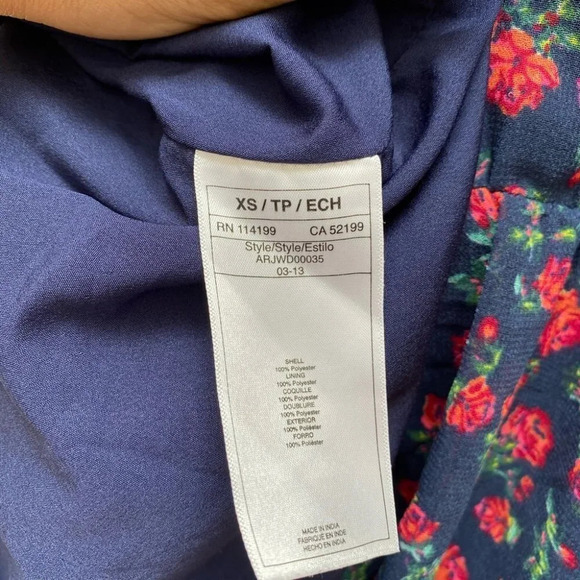 XS / TP / ECH
RN 114199 CA 52199
Style/Style/Estilo
ARJWD00035
03-13
SHELL
100% Polyester
LINING
100% Polyester
COQUILLE
100% Polyester
DOUBLURE
100% Polyester
EXTERIOR
100% Poliéster
FORRO
100% Poliéster
MADE IN INDIA
FABRIQUÉ EN INDE
HECHO EN INDIA